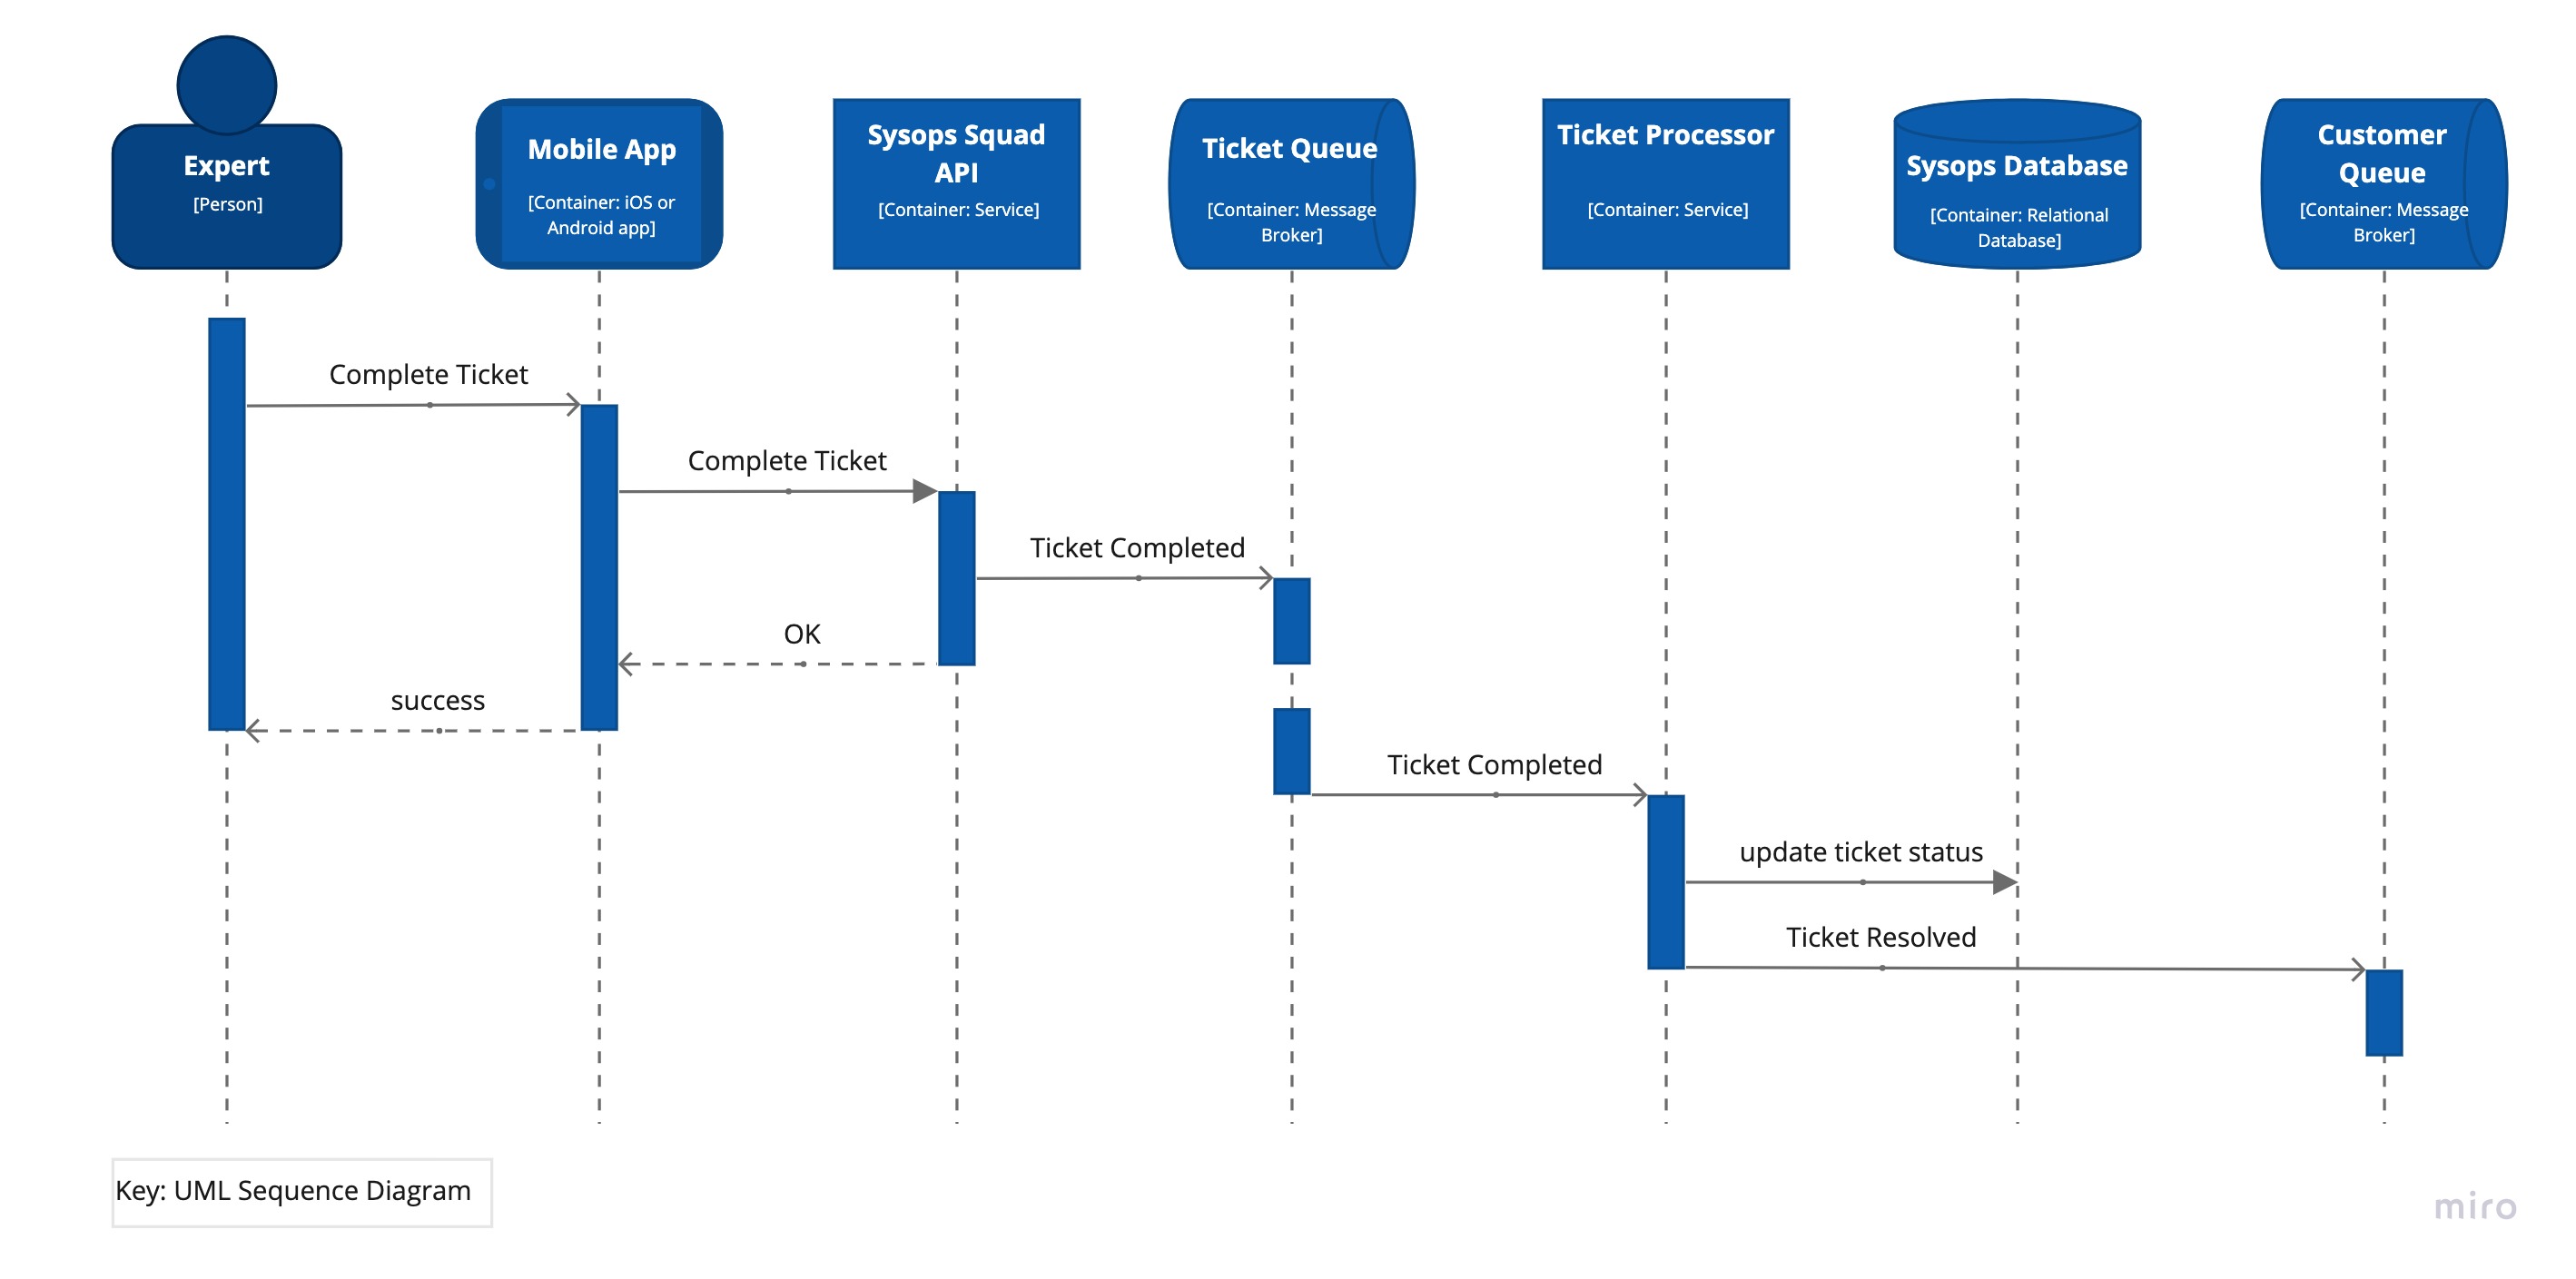 Expert
[Person]
Mobile App
[Container: iOS or
Android app]
Sysops Squad
API
[Container: Service]
Ticket Queue
[Container: Message
Broker]
Ticket Processor
[Container: Service]
Sysops Database
[Container: Relational
Database]
Customer
Queue
[Container: Message
Broker]
Complete Ticket
Complete Ticket
Ticket Completed
OK
success
Ticket Completed
update ticket status
Ticket Resolved
Key: UML Sequence Diagram
miro